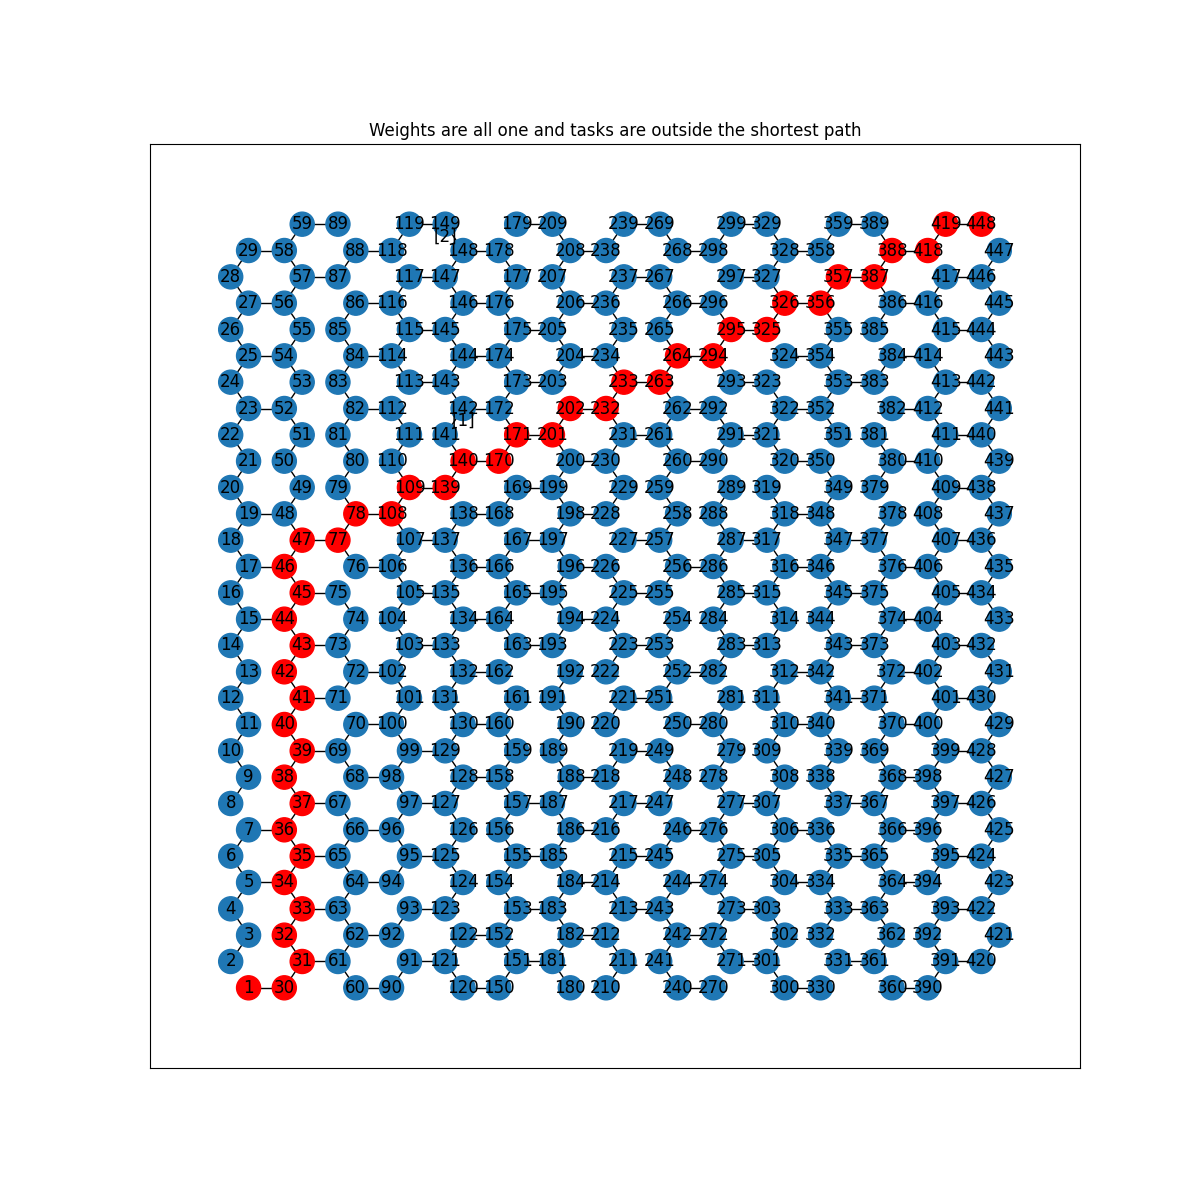 Weights are all one and tasks are outside the shortest path
59 89 119 149 179 209 239 269 299 329 359 389 419 448
[2]
29 58 88 118 148 178 208 238 268 298 328 358 388 418 447
28 57 87 117 147 177 207 237 267 297 327 357 387 417 446
27 56 86 116 146 176 206 236 266 296 326 356 386 416 445
26 55 85 115 145 175 205 235 265 295 325 355 385 415 444
25 54 84 114 144 174 204 234 264 294 324 354 384 414 443
24 53 83 113 143 173 203 233 263 293 323 353 383 413 442
23 52 82 112 142 172 202 232 262 292 322 352 382 412 441
[1]
22 51 81 111 141 171 201 231 261 291 321 351 381 411 440
21 50 80 110 140 170 200 230 260 290 320 350 380 410 439
20 49 79 109 139 169 199 229 259 289 319 349 379 409 438
19 48 78 108 138 168 198 228 258 288 318 348 378 408 437
18 47 77 107 137 167 197 227 257 287 317 347 377 407 436
17 46 76 106 136 166 196 226 256 286 316 346 376 406 435
16 45 75 105 135 165 195 225 255 285 315 345 375 405 434
15 44 74 104 134 164 194 224 254 284 314 344 374 404 433
14 43 73 103 133 163 193 223 253 283 313 343 373 403 432
13 42 72 102 132 162 192 222 252 282 312 342 372 402 431
12 41 71 101 131 161 191 221 251 281 311 341 371 401 430
11 40 70 100 130 160 190 220 250 280 310 340 370 400 429
10 39 69 99 129 159 189 219 249 279 309 339 369 399 428
9 38 68 98 128 158 188 218 248 278 308 338 368 398 427
8 37 67 97 127 157 187 217 247 277 307 337 367 397 426
7 36 66 96 126 156 186 216 246 276 306 336 366 396 425
6 35 65 95 125 155 185 215 245 275 305 335 365 395 424
5 34 64 94 124 154 184 214 244 274 304 334 364 394 423
4 33 63 93 123 153 183 213 243 273 303 333 363 393 422
3 32 62 92 122 152 182 212 242 272 302 332 362 392 421
2 31 61 91 121 151 181 211 241 271 301 331 361 391 420
1 30 60 90 120 150 180 210 240 270 300 330 360 390